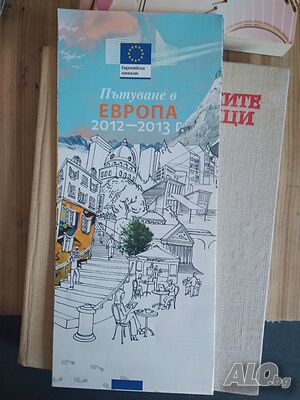 Европейска
комисия
Пътуване в
ЕВРОПА
2012–2013 г.
ИТЕ
ЦИ
ALO.bg